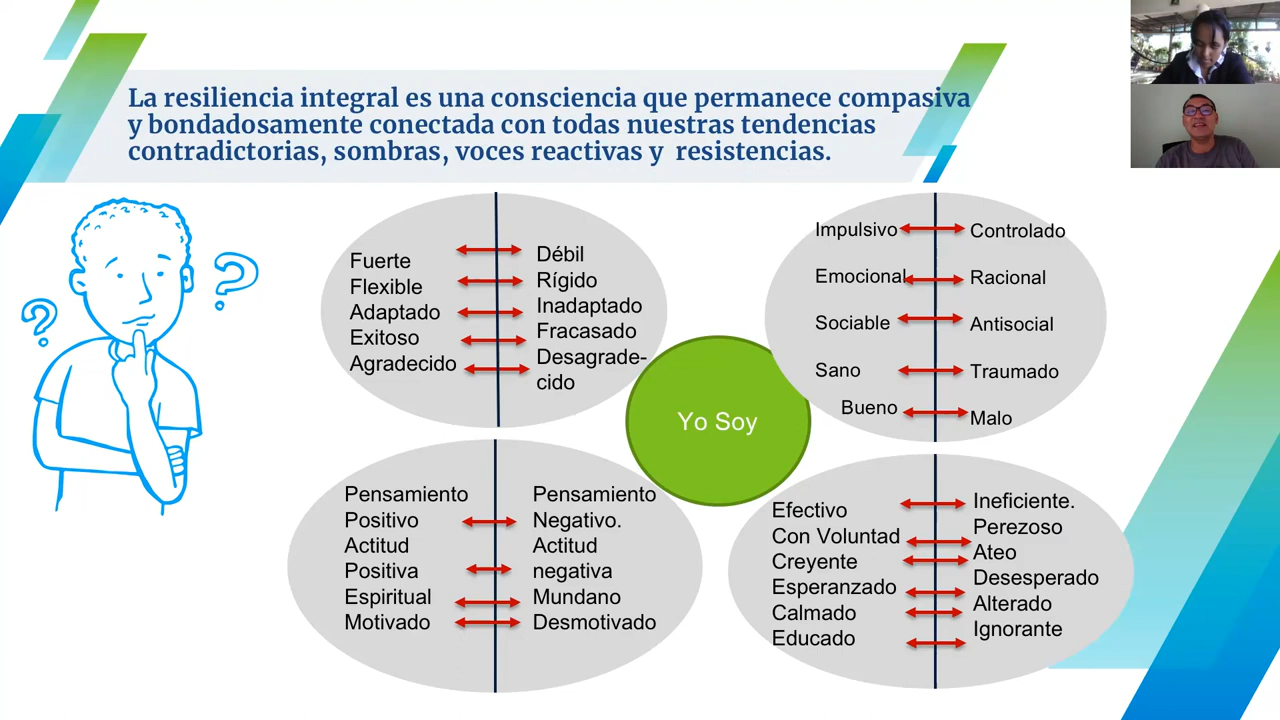 La resiliencia integral es una consciencia que permanece compasiva
y bondadosamente conectada con todas nuestras tendencias
contradictorias, sombras, voces reactivas y resistencias.
? ?
Fuerte
Flexible
Adaptado
Exitoso
Agradecido
Débil
Rígido
Inadaptado
Fracasado
Desagrade-
cido
Impulsivo
Emocional
Sociable
Sano
Bueno
Controlado
Racional
Antisocial
Traumado
Malo
Yo Soy
Pensamiento
Positivo
Actitud
Positiva
Espiritual
Motivado
Pensamiento
Negativo.
Actitud
negativa
Mundano
Desmotivado
Efectivo
Con Voluntad
Creyente
Esperanzado
Calmado
Educado
Ineficiente.
Perezoso
Ateo
Desesperado
Alterado
Ignorante